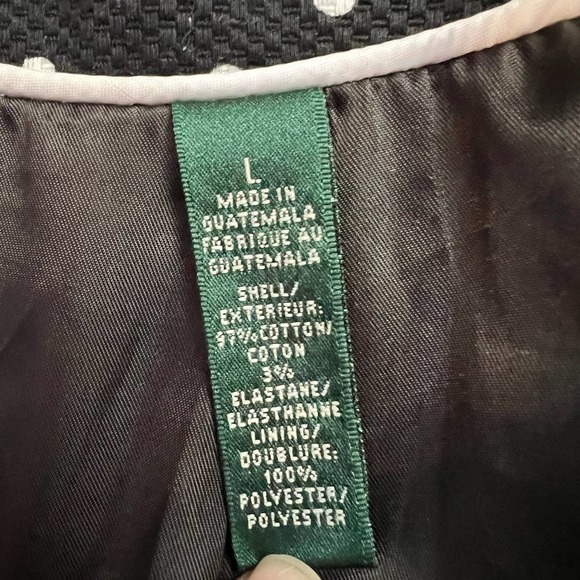 L
MADE IN
GUATEMALA
FABRIQUE AU
GUATEMALA
SHELL/
EXTERIEUR:
97% COTTON/
COTON
3%
ELASTANE/
ELASTHANNE
LINING/
DOUBLURE:
100%
POLYESTER/
POLYESTER